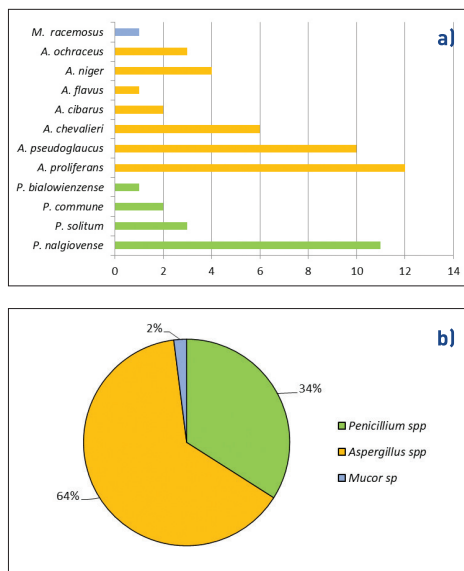 a)
M. racemosus
A. ochraceus
A. niger
A. flavus
A. cibarus
A. chevalieri
A. pseudoglaucus
A. proliferans
P. bialowienzense
P. commune
P. solitum
P. nalgiovense
0 2 4 6 8 10 12 14
b)
2%
34%
64%
Penicillium spp
Aspergillus spp
Mucor sp